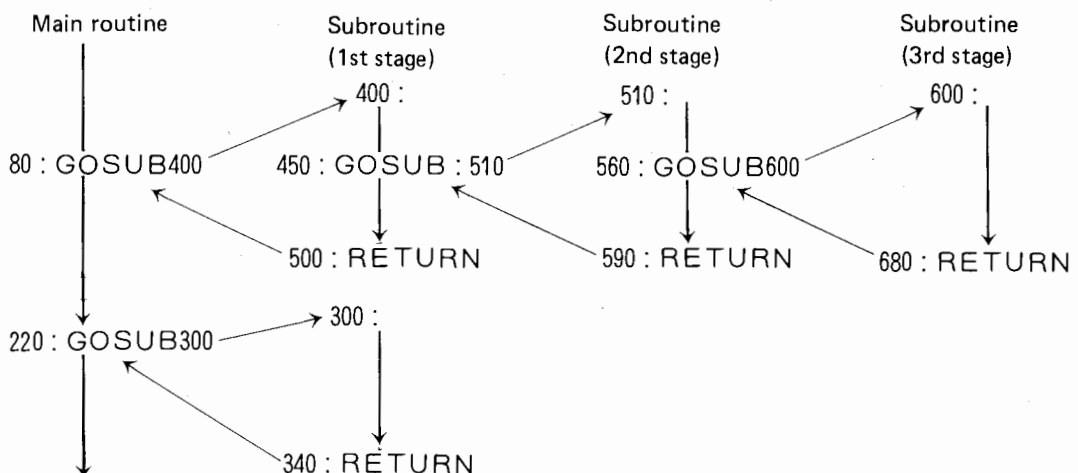 Main routine
Subroutine
(1st stage)
Subroutine
(2nd stage)
Subroutine
(3rd stage)
400 :
510 :
600 :
80 : GOSUB400
450 : GOSUB : 510
560 : GOSUB600
500 : RETURN
590 : RETURN
680 : RETURN
300 :
220 : GOSUB300
340 : RETURN